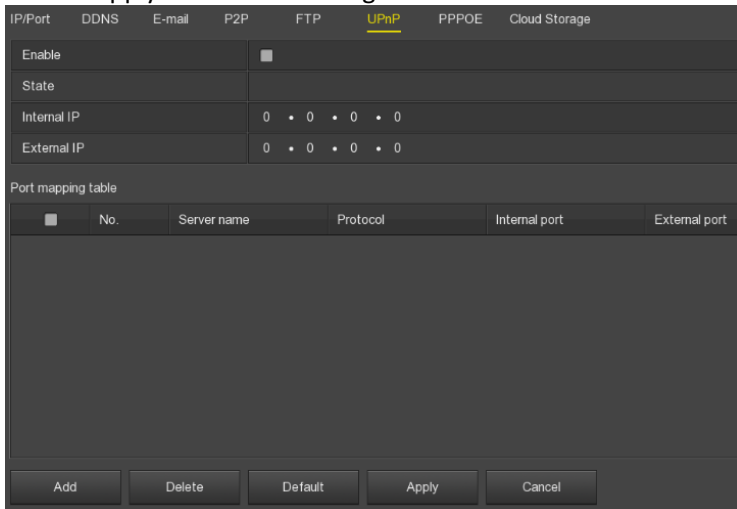 IP/Port DDNS E-mail P2P FTP UPnP PPPOE Cloud Storage
Enable
State
Internal IP 0 • 0 • 0 • 0
External IP 0 • 0 • 0 • 0
Port mapping table
No. Server name Protocol Internal port External port
Add Delete Default Apply Cancel